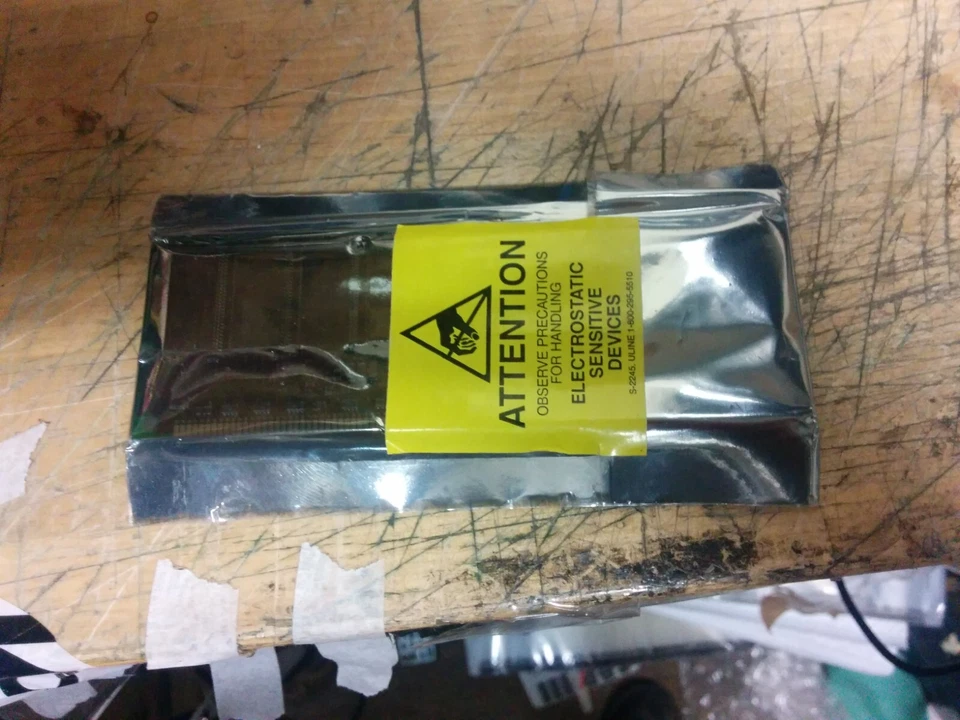 ATTENTION
OBSERVE PRECAUTIONS
FOR HANDLING
ELECTROSTATIC
SENSITIVE
DEVICES
S-2245, ULINE 1-800-295-5510